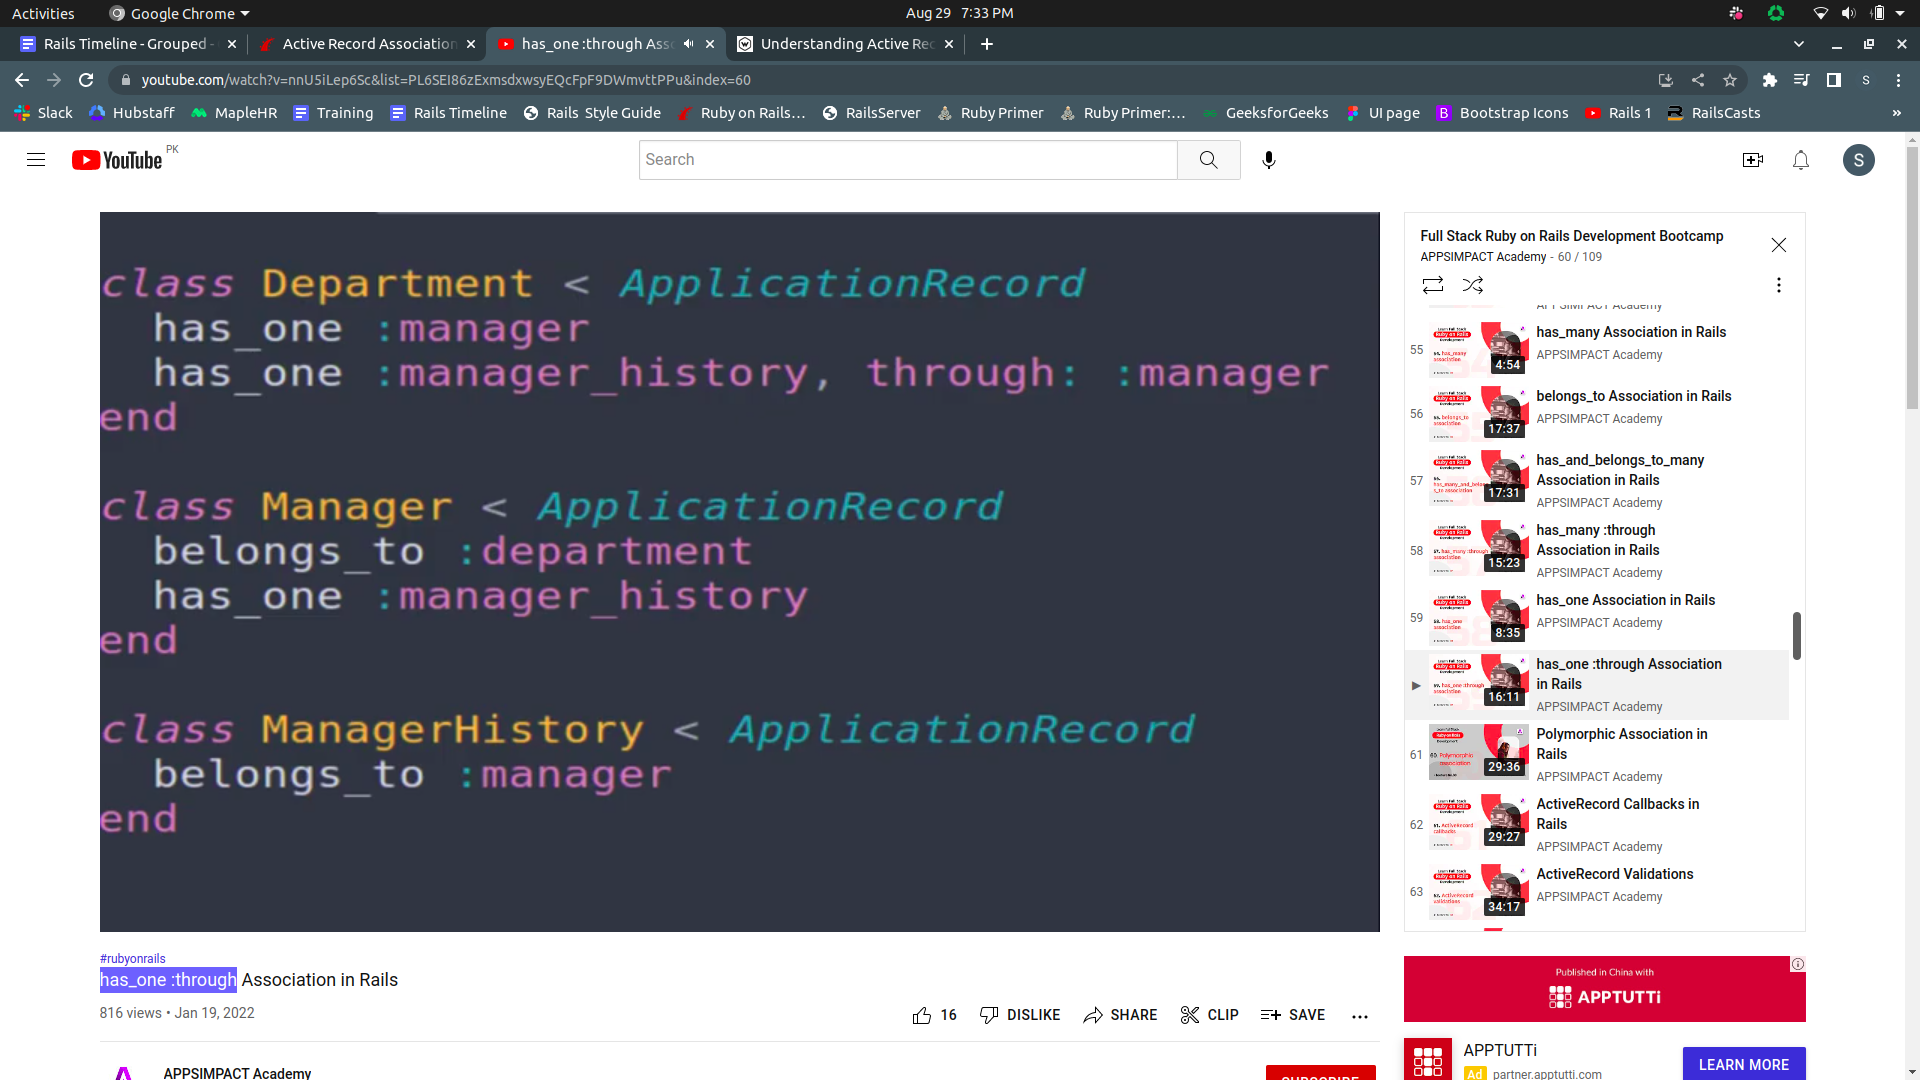 Activities
Google Chrome
Aug 29 7:33 PM
Rails Timeline - Grouped -
Active Record Association
has_one :through Ass
Understanding Active Rec
youtube.com/watch?v=nnU5iLep6Sc&list=PL6SEI86zExmsdxwsyEQcFpF9DWmvttPPu&index=60
Slack
Hubstaff
MapleHR
Training
Rails Timeline
Rails Style Guide
Ruby on Rails...
RailsServer
Ruby Primer
Ruby Primer:...
GeeksforGeeks
UI page
Bootstrap Icons
Rails 1
RailsCasts
YouTube PK
Search
S
class Department < ApplicationRecord
has_one :manager
has_one :manager_history, through: :manager
end
class Manager < ApplicationRecord
belongs_to :department
has_one :manager_history
end
class ManagerHistory < ApplicationRecord
belongs_to :manager
end
#rubyonrails
has_one :through Association in Rails
816 views • Jan 19, 2022
16
DISLIKE
SHARE
CLIP
SAVE
APPSIMPACT Academy
SUBSCRIBE
Full Stack Ruby on Rails Development Bootcamp
APPSIMPACT Academy - 60 / 109
APPSIMPACT Academy
55
4:54
has_many Association in Rails
APPSIMPACT Academy
56
17:37
belongs_to Association in Rails
APPSIMPACT Academy
57
17:31
has_and_belongs_to_many
Association in Rails
APPSIMPACT Academy
58
15:23
has_many :through
Association in Rails
APPSIMPACT Academy
59
8:35
has_one Association in Rails
APPSIMPACT Academy
16:11
has_one :through Association
in Rails
APPSIMPACT Academy
61
29:36
Polymorphic Association in
Rails
APPSIMPACT Academy
62
29:27
ActiveRecord Callbacks in
Rails
APPSIMPACT Academy
63
34:17
ActiveRecord Validations
APPSIMPACT Academy
Published in China with
APPTUTTi
APPTUTTi
Ad partner.apptutti.com
LEARN MORE